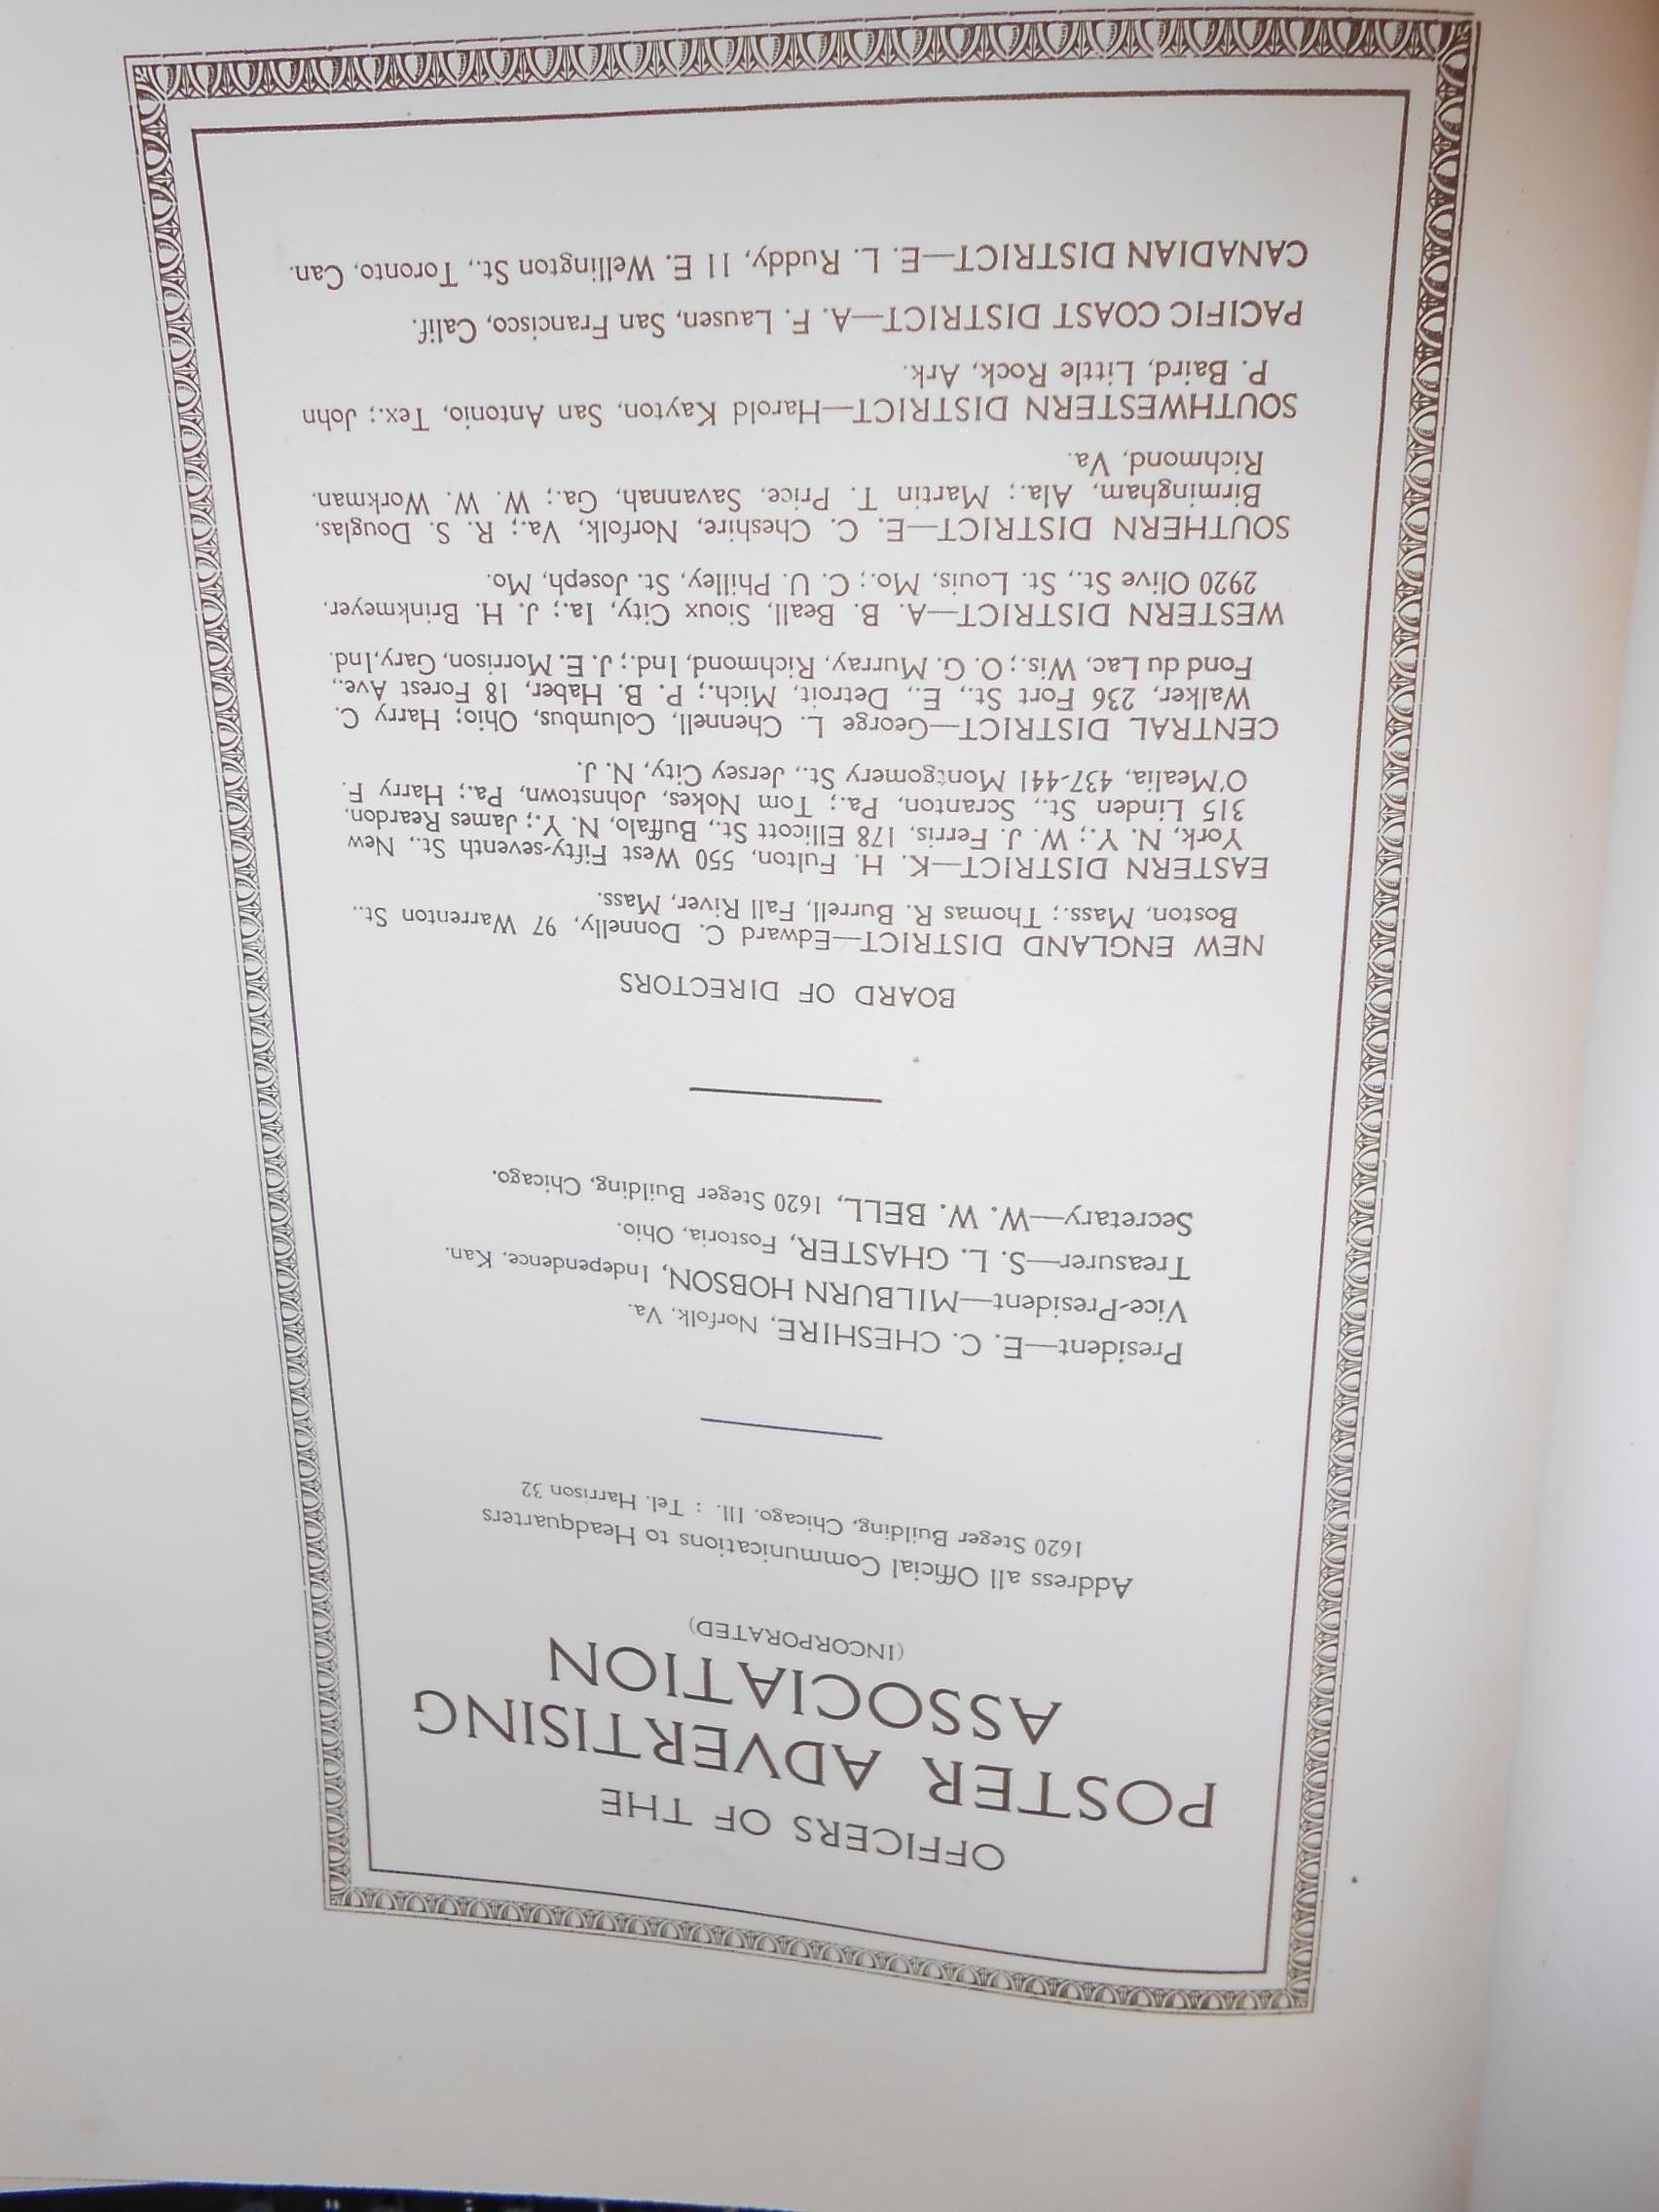 OFFICERS OF THE
POSTER ADVERTISING
ASSOCIATION
(INCORPORATED)
Address all Official Communications to Headquarters
1620 Steger Building, Chicago, Ill. : Tel. Harrison 32
President—E. C. CHESHIRE, Norfolk, Va.
Vice-President—MILBURN HOBSON, Independence, Kan.
Treasurer—S. L. GHASTER, Fostoria, Ohio.
Secretary—W. W. BELL, 1620 Steger Building, Chicago.
BOARD OF DIRECTORS
NEW ENGLAND DISTRICT—Edward C. Donnelly, 97 Warrenton St.,
Boston, Mass.; Thomas R. Burrell, Fall River, Mass.
EASTERN DISTRICT—K. H. Fulton, 550 West Fifty-seventh St., New
York, N. Y.; W. J. Ferris, 178 Ellicott St., Buffalo, N. Y.; James Reardon,
315 Linden St., Scranton, Pa.; Tom Nokes, Johnstown, Pa.; Harry F.
O'Mealia, 437-441 Montgomery St., Jersey City, N. J.
CENTRAL DISTRICT—George L. Chennell, Columbus, Ohio; Harry C.
Walker, 236 Fort St., E., Detroit, Mich.; P. B. Haber, 18 Forest Ave.,
Fond du Lac, Wis.; O. G. Murray, Richmond, Ind.; J. E. Morrison, Gary, Ind.
WESTERN DISTRICT—A. B. Beall, Sioux City, Ia.; J. H. Brinkmeyer,
2920 Olive St., St. Louis, Mo.; C. U. Philley, St. Joseph, Mo.
SOUTHERN DISTRICT—E. C. Cheshire, Norfolk, Va.; R. S. Douglas,
Birmingham, Ala.; Martin T. Price, Savannah, Ga.; W. W. Workman,
Richmond, Va.
SOUTHWESTERN DISTRICT—Harold Kayton, San Antonio, Tex.; John
P. Baird, Little Rock, Ark.
PACIFIC COAST DISTRICT—A. F. Lausen, San Francisco, Calif.
CANADIAN DISTRICT—E. L. Ruddy, 11 E. Wellington St., Toronto, Can.